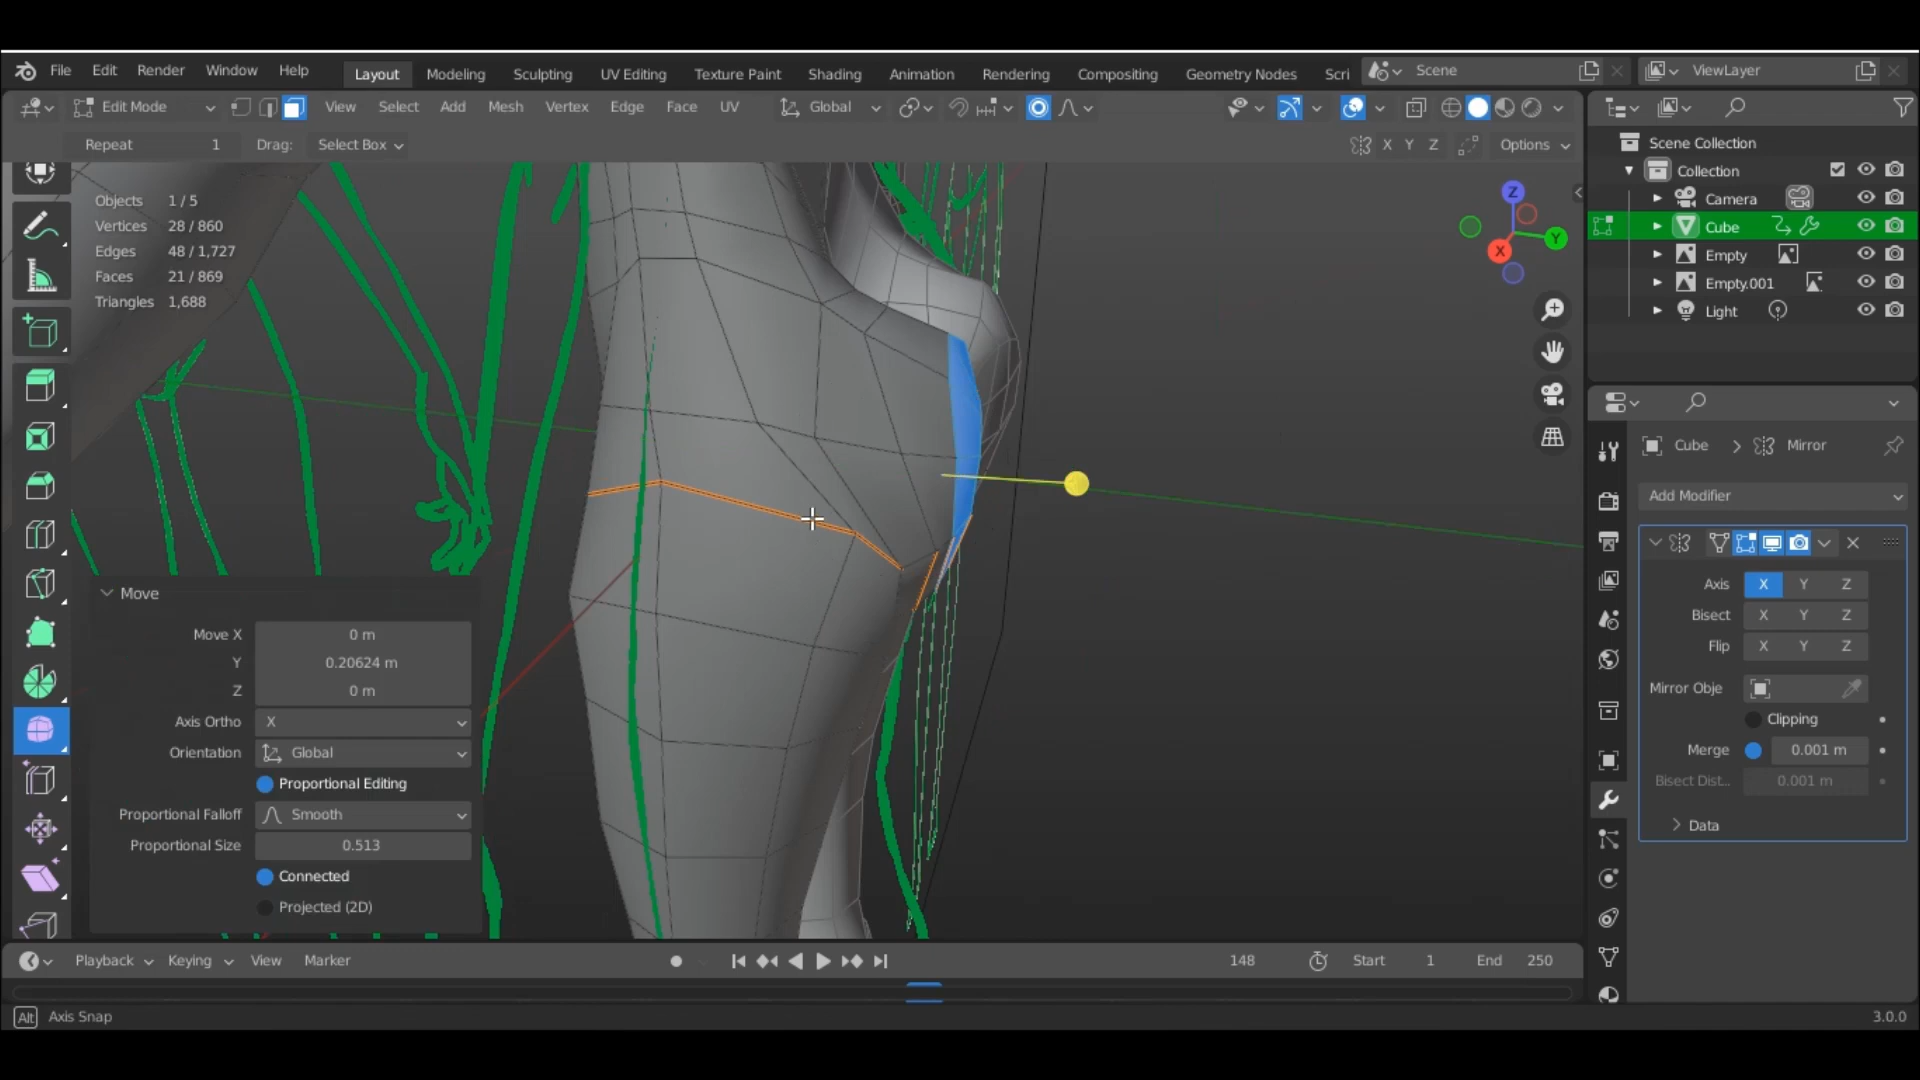 File Edit Render Window Help Layout Modeling Sculpting UV Editing Texture Paint Shading Animation Rendering Compositing Geometry Nodes Scri Scene ViewLayer
Edit Mode View Select Add Mesh Vertex Edge Face UV Global
Repeat 1 Drag: Select Box X Y Z Options
Objects 1 / 5
Vertices 28 / 860
Edges 48 / 1,727
Faces 21 / 869
Triangles 1,688
Z
Y
X
Move
Move X 0 m
Y 0.20624 m
Z 0 m
Axis Ortho X
Orientation Global
Proportional Editing
Proportional Falloff Smooth
Proportional Size 0.513
Connected
Projected (2D)
Scene Collection
Collection
Camera
Cube
Empty
Empty.001
Light
Cube > Mirror
Add Modifier
Axis X Y Z
Bisect X Y Z
Flip X Y Z
Mirror Obje
Clipping
Merge 0.001 m
Bisect Dist... 0.001 m
Data
Playback Keying View Marker 148 Start 1 End 250
Alt Axis Snap 3.0.0